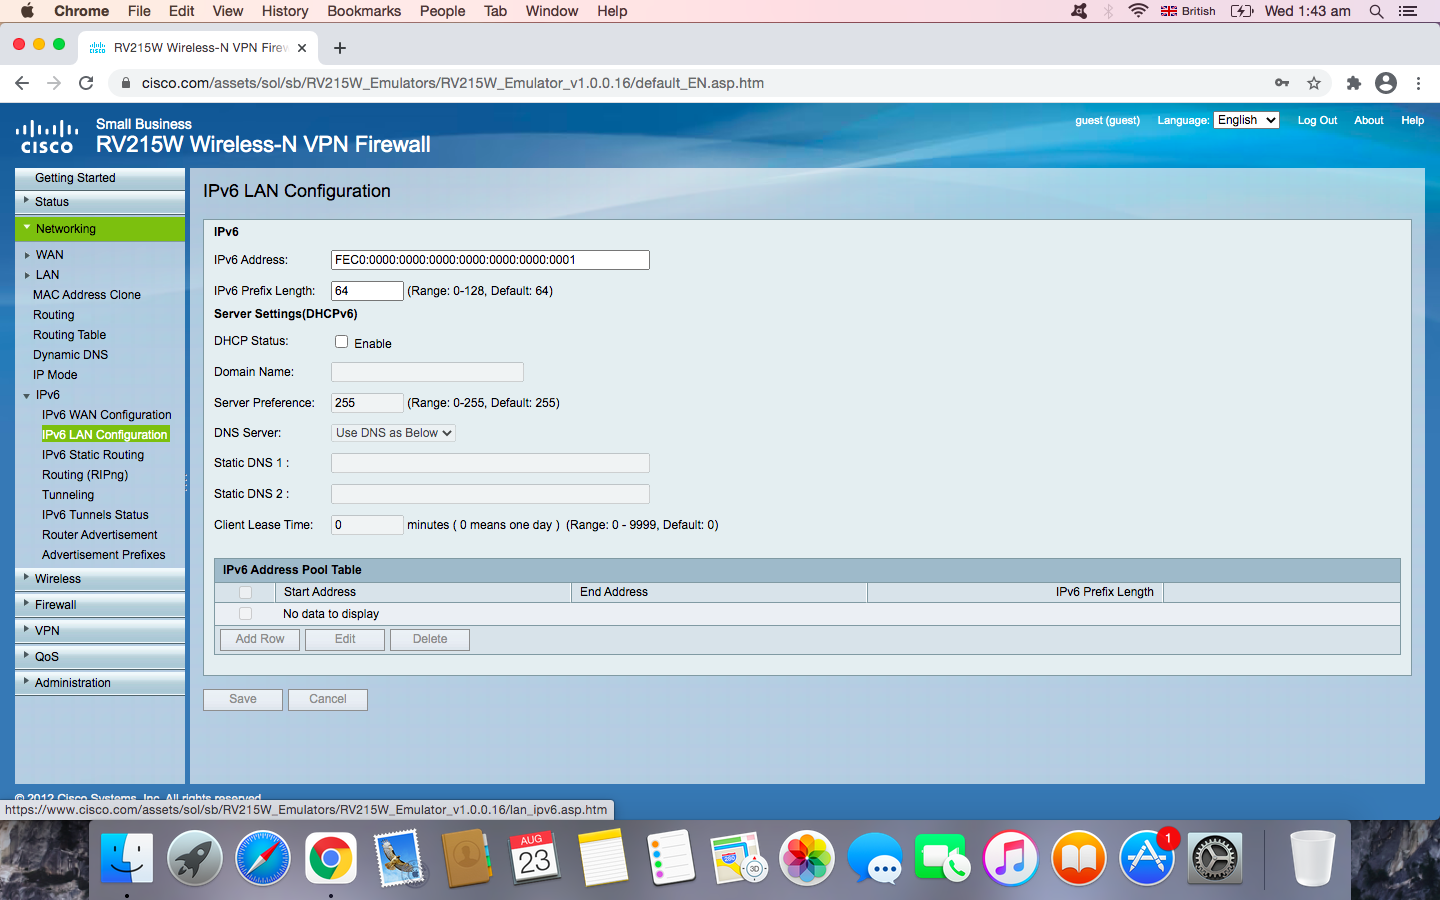 Chrome File Edit View History Bookmarks People Tab Window Help British Wed 1:43 am
cisco RV215W Wireless-N VPN Firew
cisco.com/assets/sol/sb/RV215W_Emulators/RV215W_Emulator_v1.0.0.16/default_EN.asp.htm
Small Business
cisco RV215W Wireless-N VPN Firewall
guest (guest) Language: English Log Out About Help
Getting Started
Status
Networking
WAN
LAN
MAC Address Clone
Routing
Routing Table
Dynamic DNS
IP Mode
IPv6
IPv6 WAN Configuration
IPv6 LAN Configuration
IPv6 Static Routing
Routing (RIPng)
Tunneling
IPv6 Tunnels Status
Router Advertisement
Advertisement Prefixes
Wireless
Firewall
VPN
QoS
Administration
IPv6 LAN Configuration
IPv6
IPv6 Address: FEC0:0000:0000:0000:0000:0000:0000:0001
IPv6 Prefix Length: 64 (Range: 0-128, Default: 64)
Server Settings(DHCPv6)
DHCP Status: Enable
Domain Name:
Server Preference: 255 (Range: 0-255, Default: 255)
DNS Server: Use DNS as Below
Static DNS 1 :
Static DNS 2 :
Client Lease Time: 0 minutes ( 0 means one day ) (Range: 0 - 9999, Default: 0)
IPv6 Address Pool Table
Start Address End Address IPv6 Prefix Length
No data to display
Add Row Edit Delete
Save Cancel
© 2012 Cisco Systems, Inc. All rights reserved.
https://www.cisco.com/assets/sol/sb/RV215W_Emulators/RV215W_Emulator_v1.0.0.16/lan_ipv6.asp.htm
AUG
23
280
3D
1